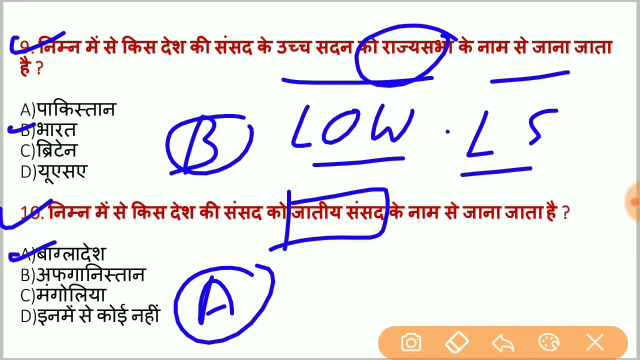 9. निम्न में से किस देश की संसद के उच्च सदन को राज्यसभा के नाम से जाना जाता
है ?
A)पाकिस्तान
B)भारत
C)ब्रिटेन
D)यूएसए
B LOW . LS
10. निम्न में से किस देश की संसद को जातीय संसद के नाम से जाना जाता है ?
A)बाग्लादेश
B)अफगानिस्तान
C)मंगोलिया
D)इनमें से कोई नहीं
A